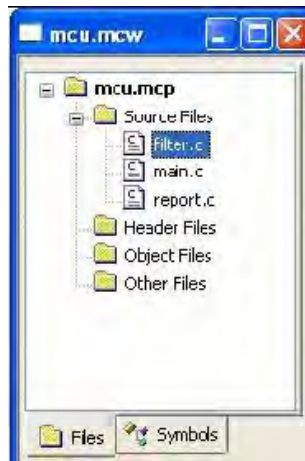 mcu.mcw
mcu.mcp
Source Files
filter.c
main.c
report.c
Header Files
Object Files
Other Files
Files
Symbols